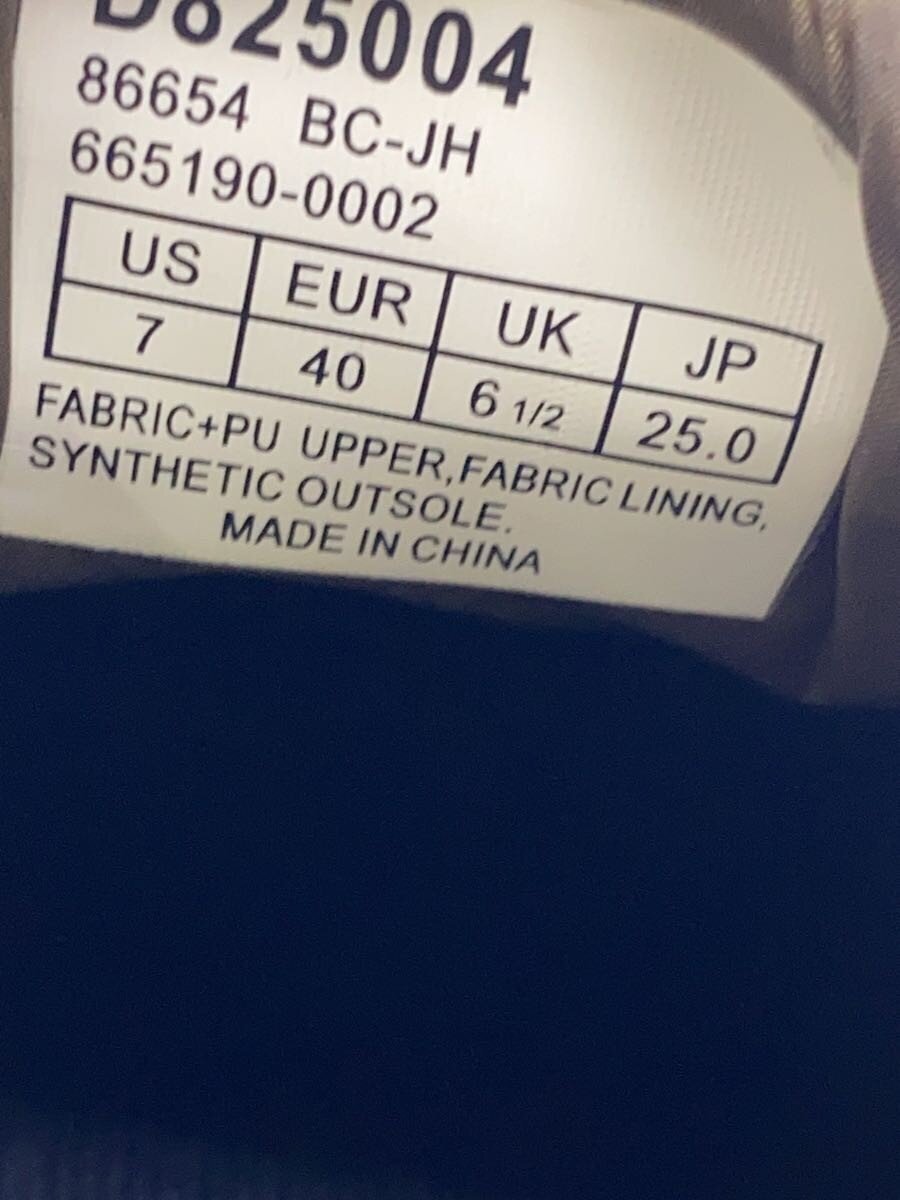 D825004
86654 BC-JH
665190-0002
US EUR UK JP
7 40 6 1/2 25.0
FABRIC+PU UPPER,FABRIC LINING,
SYNTHETIC OUTSOLE.
MADE IN CHINA